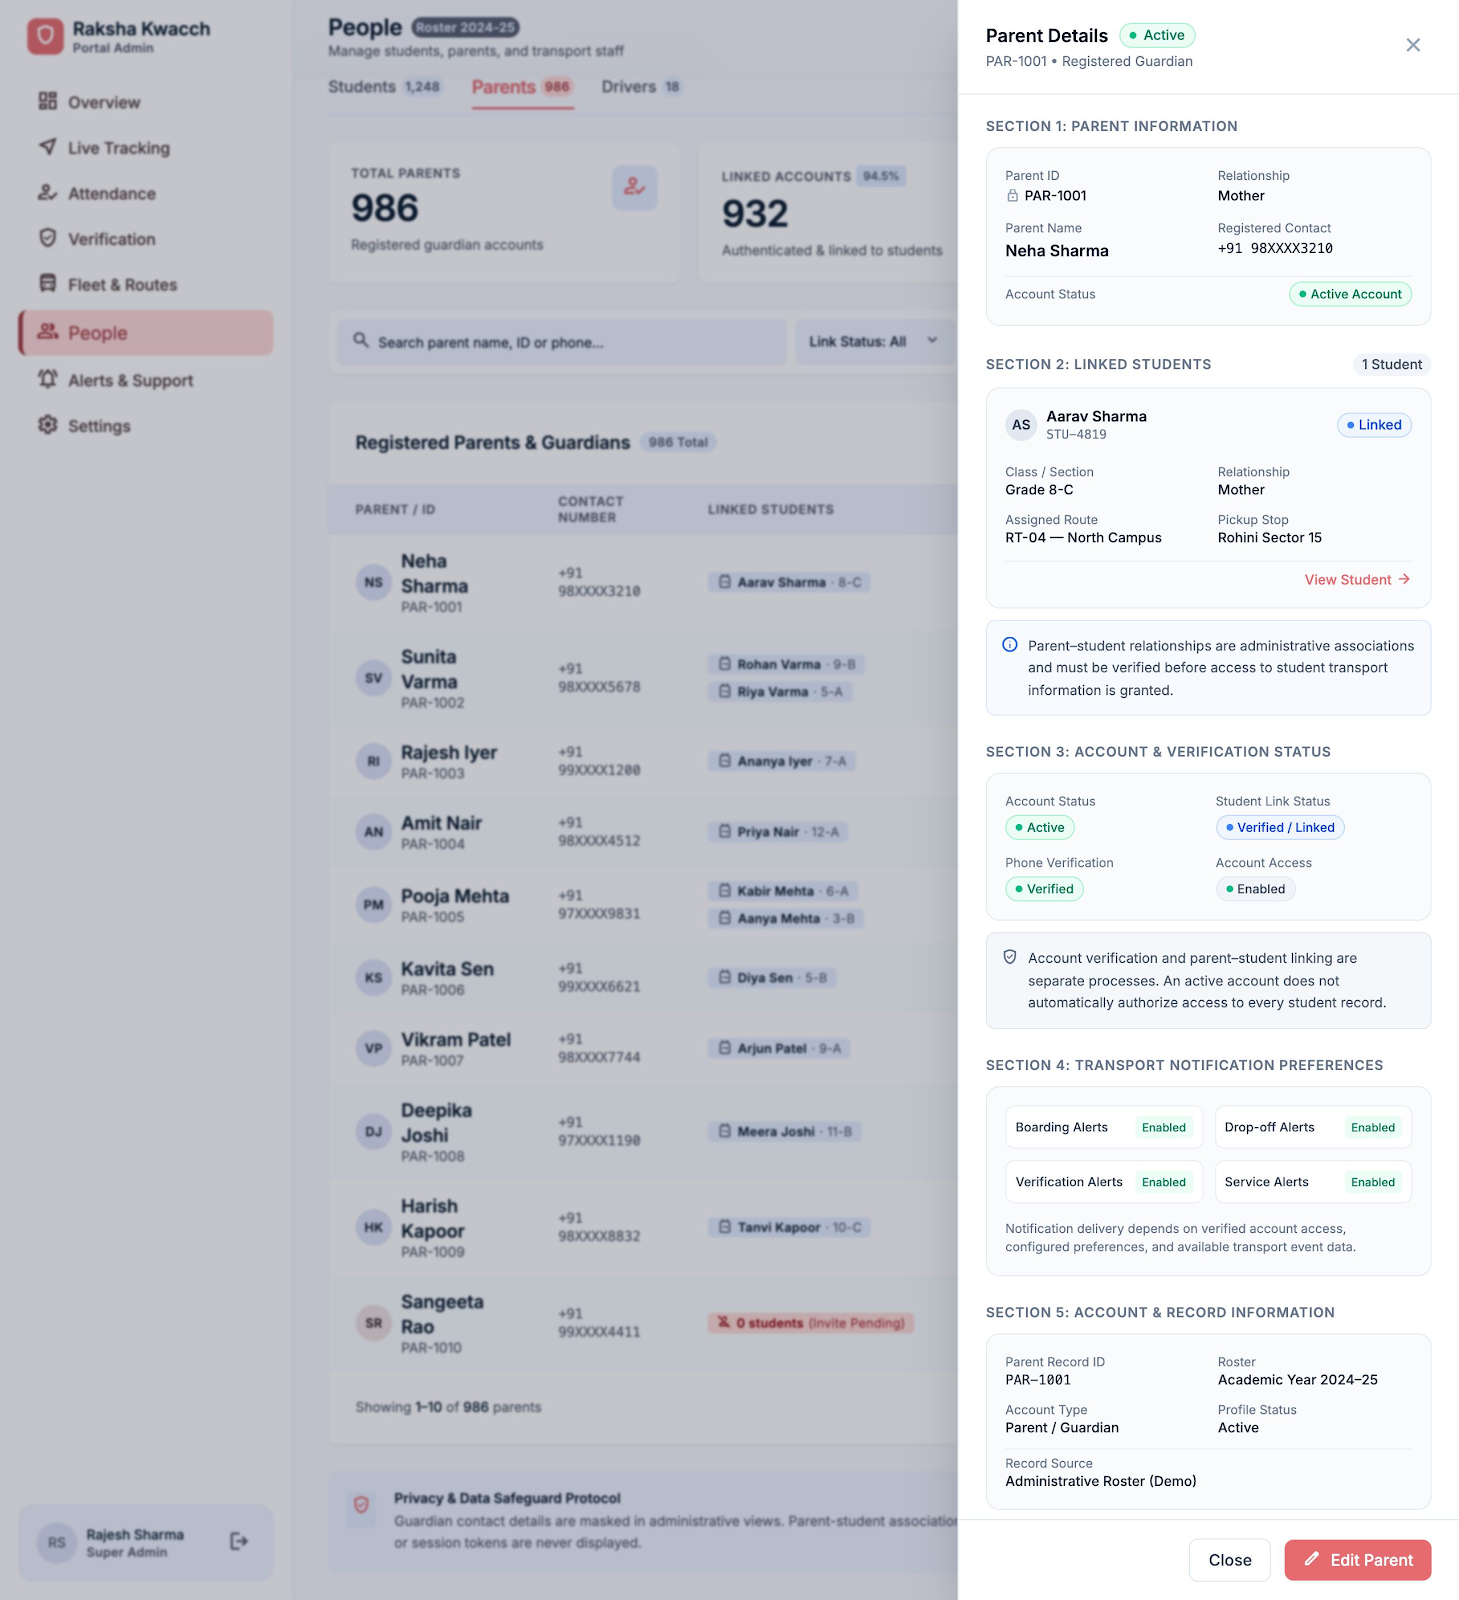 Raksha Kwacch
Portal Admin
Overview
Live Tracking
Attendance
Verification
Fleet & Routes
People
Alerts & Support
Settings
RS
Rajesh Sharma
Super Admin
People Roster 2024-25
Manage students, parents, and transport staff
Students 1,248 Parents 986 Drivers 18
TOTAL PARENTS
986
Registered guardian accounts
LINKED ACCOUNTS 94.5%
932
Authenticated & linked to students
Search parent name, ID or phone...
Link Status: All
Registered Parents & Guardians 986 Total
PARENT / ID
CONTACT
NUMBER
LINKED STUDENTS
NS
Neha
Sharma
PAR-1001
+91
98XXXX3210
Aarav Sharma · 8-C
SV
Sunita
Varma
PAR-1002
+91
98XXXX5678
Rohan Varma · 9-B
Riya Varma · 5-A
RI
Rajesh Iyer
PAR-1003
+91
99XXXX1200
Ananya Iyer · 7-A
AN
Amit Nair
PAR-1004
+91
98XXXX4512
Priya Nair · 12-A
PM
Pooja Mehta
PAR-1005
+91
97XXXX9831
Kabir Mehta · 6-A
Aanya Mehta · 3-B
KS
Kavita Sen
PAR-1006
+91
99XXXX6621
Diya Sen · 5-B
VP
Vikram Patel
PAR-1007
+91
98XXXX7744
Arjun Patel · 9-A
DJ
Deepika
Joshi
PAR-1008
+91
97XXXX1190
Meera Joshi · 11-B
HK
Harish
Kapoor
PAR-1009
+91
98XXXX8832
Tanvi Kapoor · 10-C
SR
Sangeeta
Rao
PAR-1010
+91
99XXXX4411
0 students (Invite Pending)
Showing 1–10 of 986 parents
Privacy & Data Safeguard Protocol
Guardian contact details are masked in administrative views. Parent-student association
or session tokens are never displayed.
Parent Details Active
PAR-1001 • Registered Guardian
SECTION 1: PARENT INFORMATION
Parent ID
PAR-1001
Relationship
Mother
Parent Name
Neha Sharma
Registered Contact
+91 98XXXX3210
Account Status
Active Account
SECTION 2: LINKED STUDENTS
1 Student
AS
Aarav Sharma
STU–4819
Linked
Class / Section
Grade 8-C
Relationship
Mother
Assigned Route
RT-04 — North Campus
Pickup Stop
Rohini Sector 15
View Student →
Parent–student relationships are administrative associations
and must be verified before access to student transport
information is granted.
SECTION 3: ACCOUNT & VERIFICATION STATUS
Account Status
Active
Student Link Status
Verified / Linked
Phone Verification
Verified
Account Access
Enabled
Account verification and parent–student linking are
separate processes. An active account does not
automatically authorize access to every student record.
SECTION 4: TRANSPORT NOTIFICATION PREFERENCES
Boarding Alerts Enabled
Drop-off Alerts Enabled
Verification Alerts Enabled
Service Alerts Enabled
Notification delivery depends on verified account access,
configured preferences, and available transport event data.
SECTION 5: ACCOUNT & RECORD INFORMATION
Parent Record ID
PAR–1001
Roster
Academic Year 2024–25
Account Type
Parent / Guardian
Profile Status
Active
Record Source
Administrative Roster (Demo)
Close
Edit Parent